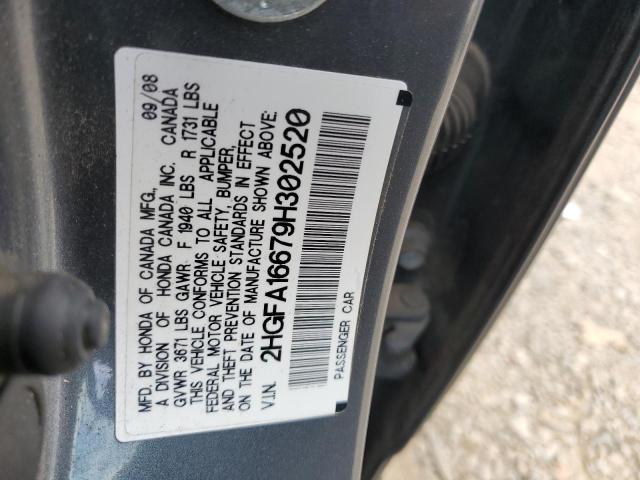 MFD. BY HONDA OF CANADA MFG., 09/08
A DIVISION OF HONDA CANADA INC. CANADA
GVWR 3671 LBS GAWR F 1940 LBS R 1731 LBS
THIS VEHICLE CONFORMS TO ALL APPLICABLE
FEDERAL MOTOR VEHICLE SAFETY, BUMPER,
AND THEFT PREVENTION STANDARDS IN EFFECT
ON THE DATE OF MANUFACTURE SHOWN ABOVE:
V.I.N. 2HGFA16679H302520
PASSENGER CAR